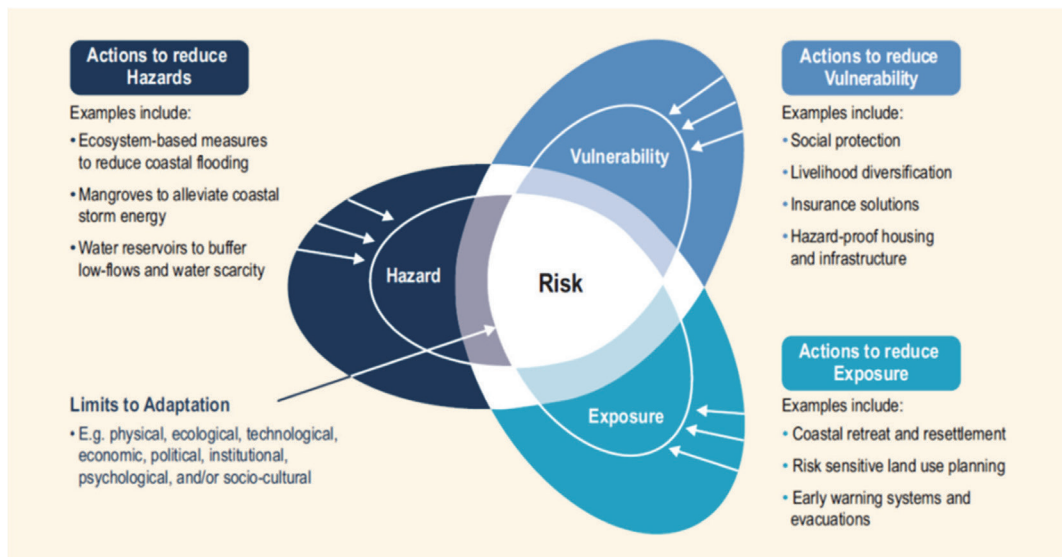 Actions to reduce
Hazards
Examples include:
• Ecosystem-based measures
to reduce coastal flooding
• Mangroves to alleviate coastal
storm energy
• Water reservoirs to buffer
low-flows and water scarcity
Limits to Adaptation
• E.g. physical, ecological, technological,
economic, political, institutional,
psychological, and/or socio-cultural
Vulnerability
Hazard
Risk
Exposure
Actions to reduce
Vulnerability
Examples include:
• Social protection
• Livelihood diversification
• Insurance solutions
• Hazard-proof housing
and infrastructure
Actions to reduce
Exposure
Examples include:
• Coastal retreat and resettlement
• Risk sensitive land use planning
• Early warning systems and
evacuations